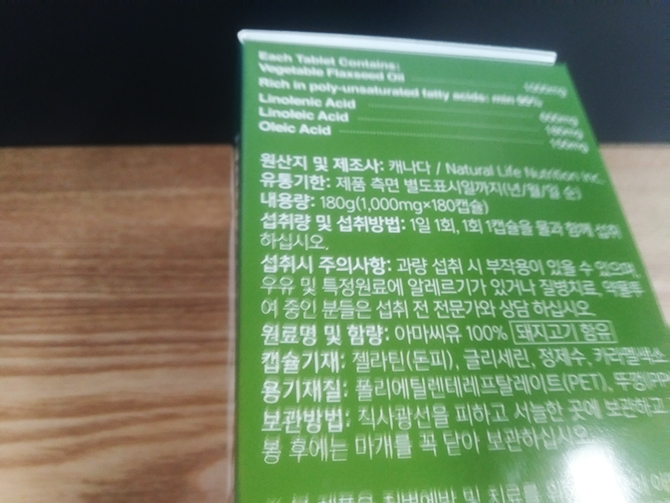 Each Tablet Contains:
Vegetable Flaxseed Oil 1000mg
Rich in poly-unsaturated fatty acids: min 90%
Linolenic Acid 600mg
Linoleic Acid 180mg
Oleic Acid 150mg
원산지 및 제조사: 캐나다 / Natural Life Nutrition Inc.
유통기한: 제품 측면 별도표시일까지(년/월/일 순)
내용량: 180g(1,000mg×180캡슐)
섭취량 및 섭취방법: 1일 1회, 1회 1캡슐을 물과 함께 섭취
하십시오.
섭취시 주의사항: 과량 섭취 시 부작용이 있을 수 있으며,
우유 및 특정원료에 알레르기가 있거나 질병치료, 약물투
여 중인 분들은 섭취 전 전문가와 상담 하십시오
원료명 및 함량: 아마씨유 100% 돼지고기 함유
캡슐기재: 젤라틴(돈피), 글리세린, 정제수, 카라멜색소
용기재질: 폴리에틸렌테레프탈레이트(PET), 뚜껑(PP
보관방법: 직사광선을 피하고 서늘한 곳에 보관하고
봉 후에는 마개를 꼭 닫아 보관하십시오.